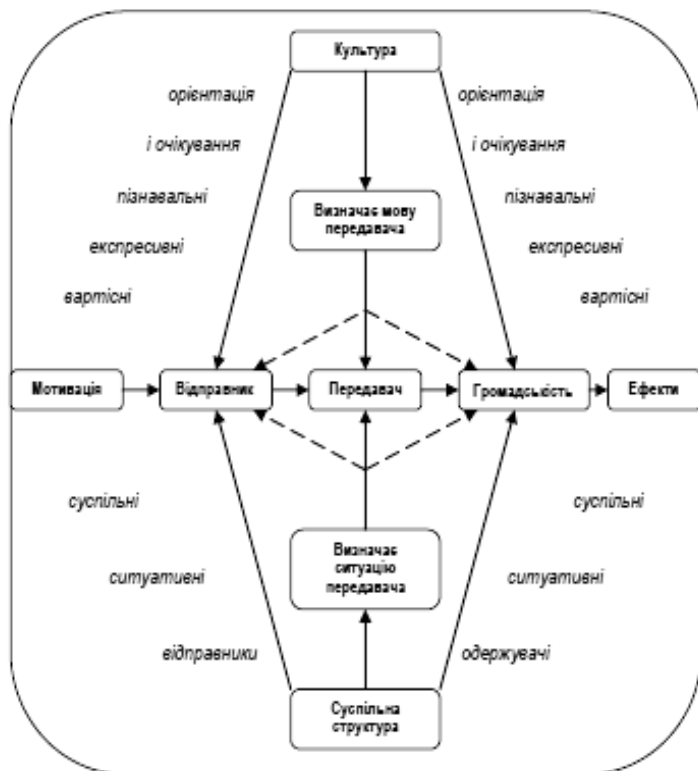 Культура
орієнтація
орієнтація
і очікування
і очікування
пізнавальні
пізнавальні
Визначає мову
передавача
експресивні
експресивні
вартісні
вартісні
Мотивація
Відправник
Передавач
Громадськість
Ефекти
суспільні
суспільні
Визначає
ситуацію
передавача
ситуативні
ситуативні
відправники
одержувачі
Суспільна
структура